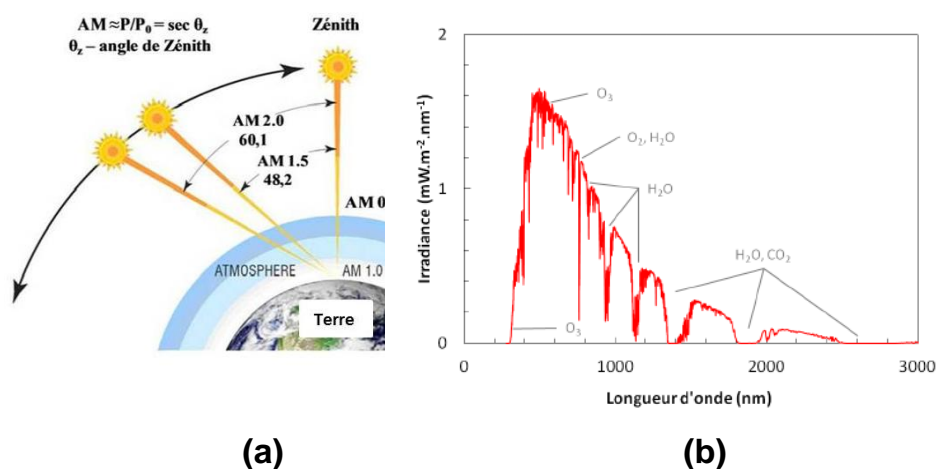 AM ≈P/P₀ = sec θz
θz – angle de Zénith
Zénith
AM 2.0
60,1
AM 1.5
48,2
AM 0
ATMOSPHERE
AM 1.0
Terre
(a)
Irradiance (mW.m⁻².nm⁻¹)
2
1
0
O₃
O₂, H₂O
H₂O
H₂O, CO₂
O₃
0
1000
2000
3000
Longueur d'onde (nm)
(b)